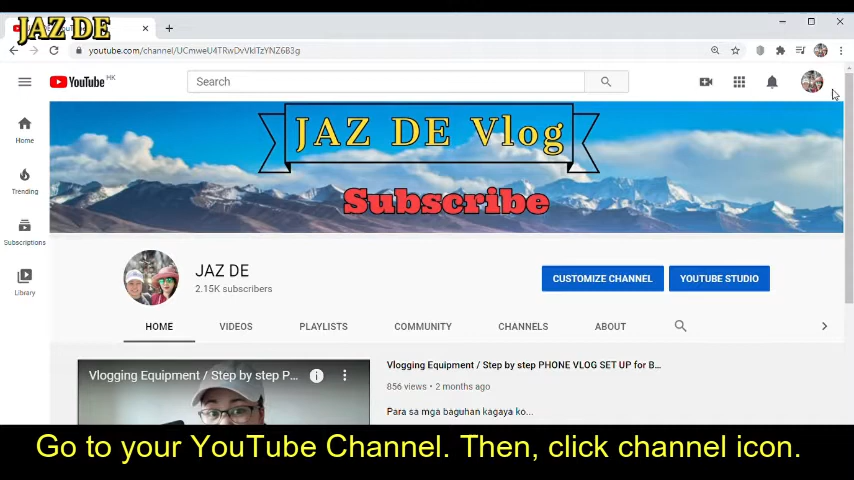 JAZ DE
youtube.com/channel/UCmweU4TRwDvVkITzYNZ6B3g
YouTube HK
Search
JAZ DE Vlog
Subscribe
Home
Trending
Subscriptions
Library
JAZ DE
2.15K subscribers
CUSTOMIZE CHANNEL
YOUTUBE STUDIO
HOME
VIDEOS
PLAYLISTS
COMMUNITY
CHANNELS
ABOUT
Vlogging Equipment / Step by step P...
Vlogging Equipment / Step by step PHONE VLOG SET UP for B...
856 views • 2 months ago
Para sa mga baguhan kagaya ko...
Go to your YouTube Channel. Then, click channel icon.